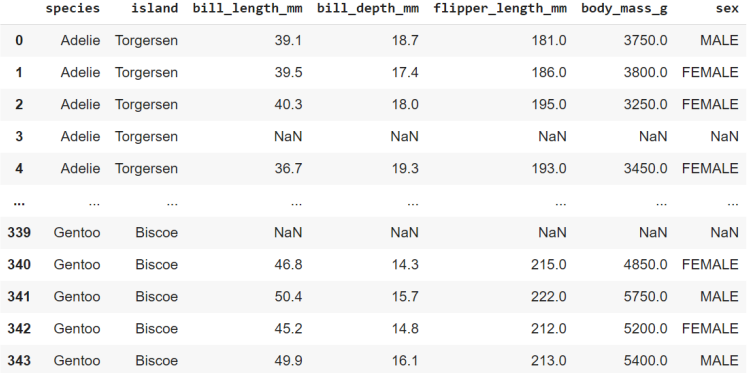 species island bill_length_mm bill_depth_mm flipper_length_mm body_mass_g sex
0 Adelie Torgersen 39.1 18.7 181.0 3750.0 MALE
1 Adelie Torgersen 39.5 17.4 186.0 3800.0 FEMALE
2 Adelie Torgersen 40.3 18.0 195.0 3250.0 FEMALE
3 Adelie Torgersen NaN NaN NaN NaN NaN
4 Adelie Torgersen 36.7 19.3 193.0 3450.0 FEMALE
... ... ... ... ... ... ... ...
339 Gentoo Biscoe NaN NaN NaN NaN NaN
340 Gentoo Biscoe 46.8 14.3 215.0 4850.0 FEMALE
341 Gentoo Biscoe 50.4 15.7 222.0 5750.0 MALE
342 Gentoo Biscoe 45.2 14.8 212.0 5200.0 FEMALE
343 Gentoo Biscoe 49.9 16.1 213.0 5400.0 MALE